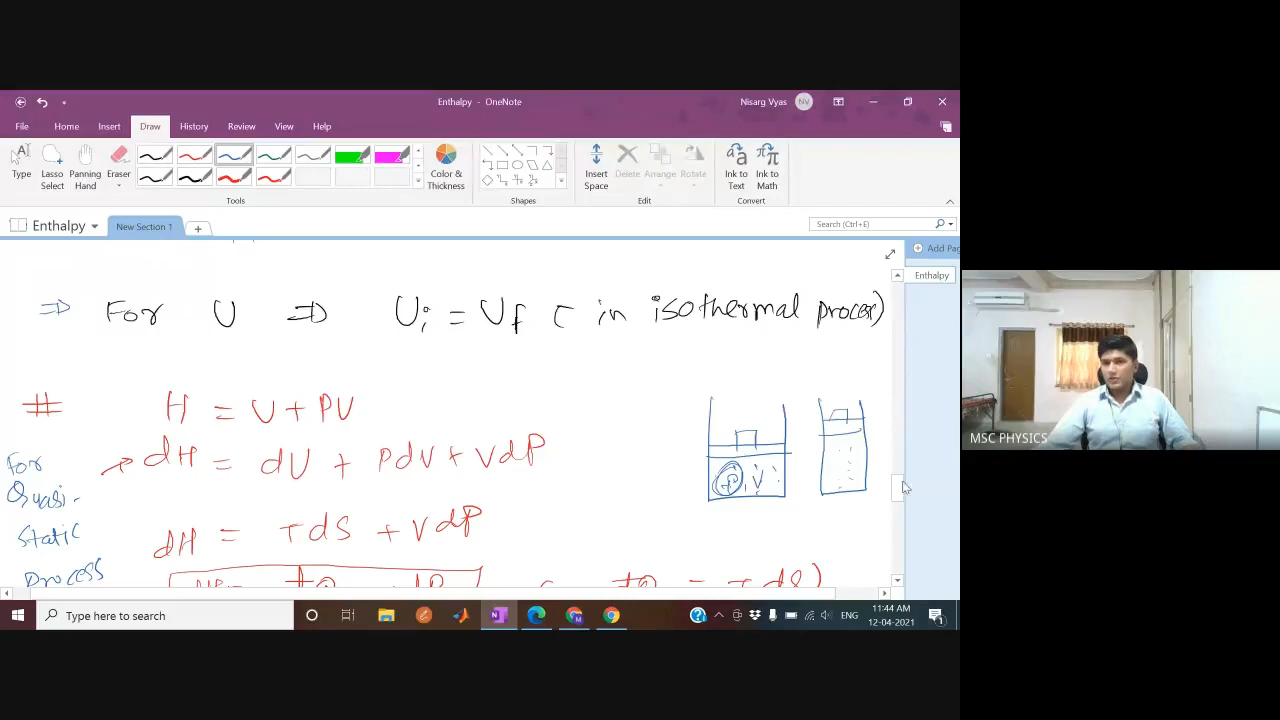 Enthalpy - OneNote
Nisarg Vyas NV
File Home Insert Draw History Review View Help
Type
Lasso Select
Panning Hand
Eraser
Color & Thickness
Insert Space
Delete
Arrange
Rotate
Ink to Text
Ink to Math
Tools Shapes Edit Convert
Enthalpy New Section 1 + Search (Ctrl+E)
Add Pag
Enthalpy
⇒ For U ⇒ Ui = Uf ( in isothermal process)
# H = U + PV
→ dH = dU + PdV + VdP
For Quasi-static process
P V
dH = TdS + VdP
MSC PHYSICS
Type here to search
ENG
11:44 AM
12-04-2021